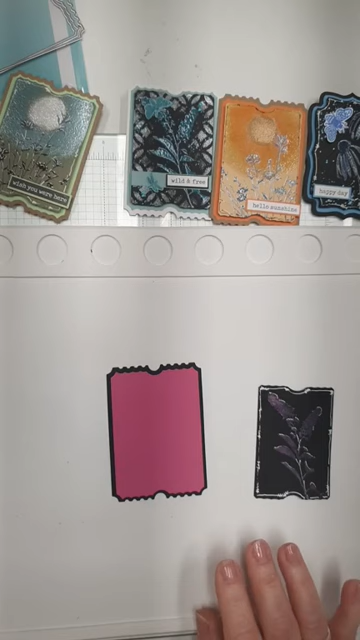 wish you were here
wild & free
hello sunshine
happy day